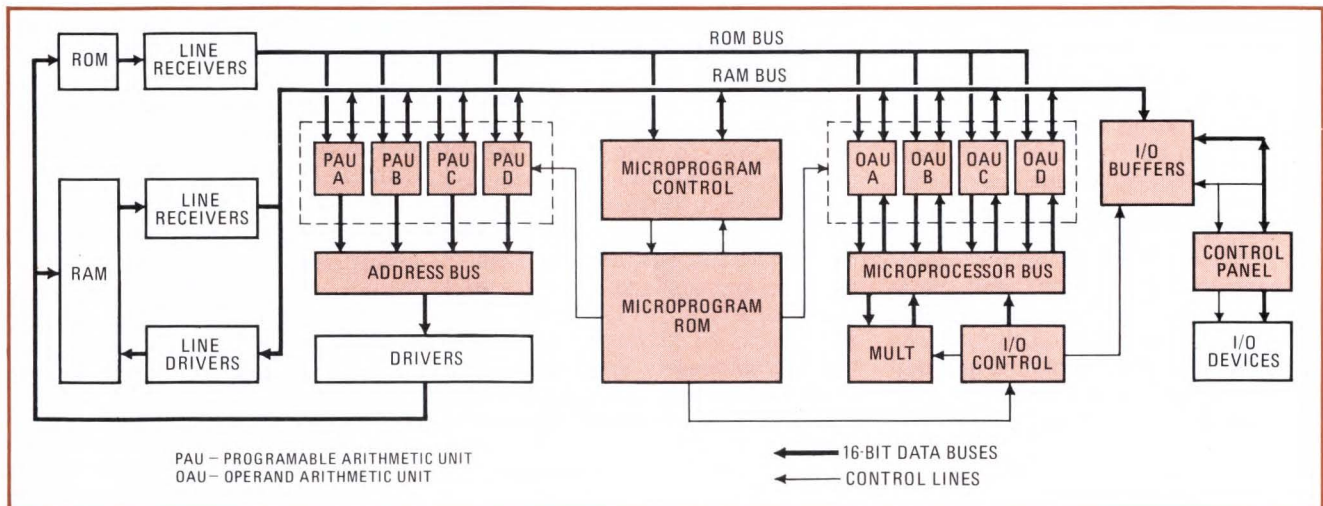 ROM
LINE
RECEIVERS
ROM BUS
RAM BUS
PAU
A
PAU
B
PAU
C
PAU
D
MICROPROGRAM
CONTROL
OAU
A
OAU
B
OAU
C
OAU
D
I/O
BUFFERS
RAM
LINE
RECEIVERS
ADDRESS BUS
MICROPROGRAM
ROM
MICROPROCESSOR BUS
CONTROL
PANEL
LINE
DRIVERS
DRIVERS
MULT
I/O
CONTROL
I/O
DEVICES
PAU – PROGRAMABLE ARITHMETIC UNIT
OAU – OPERAND ARITHMETIC UNIT
16-BIT DATA BUSES
CONTROL LINES